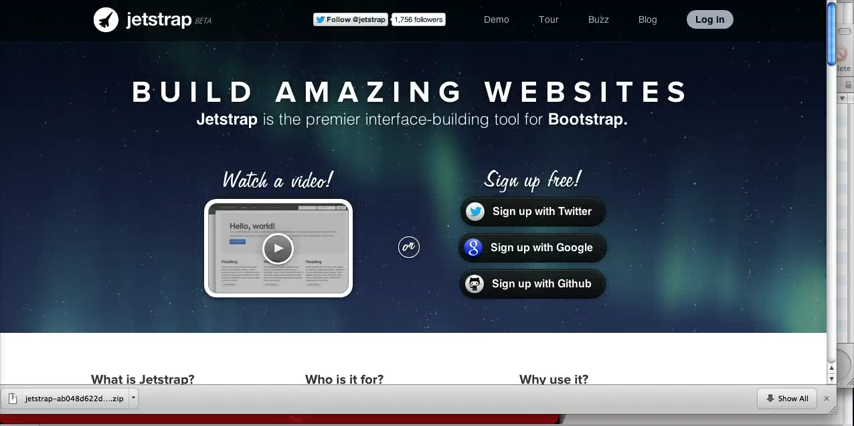 jetstrap BETA
Follow @jetstrap 1,756 followers
Demo Tour Buzz Blog Log in
BUILD AMAZING WEBSITES
Jetstrap is the premier interface-building tool for Bootstrap.
Watch a video!
Sign up free!
Hello, world!
Heading Heading Heading
or
Sign up with Twitter
Sign up with Google
Sign up with Github
What is Jetstrap? Who is it for? Why use it?
jetstrap-ab048d622d....zip
Show All